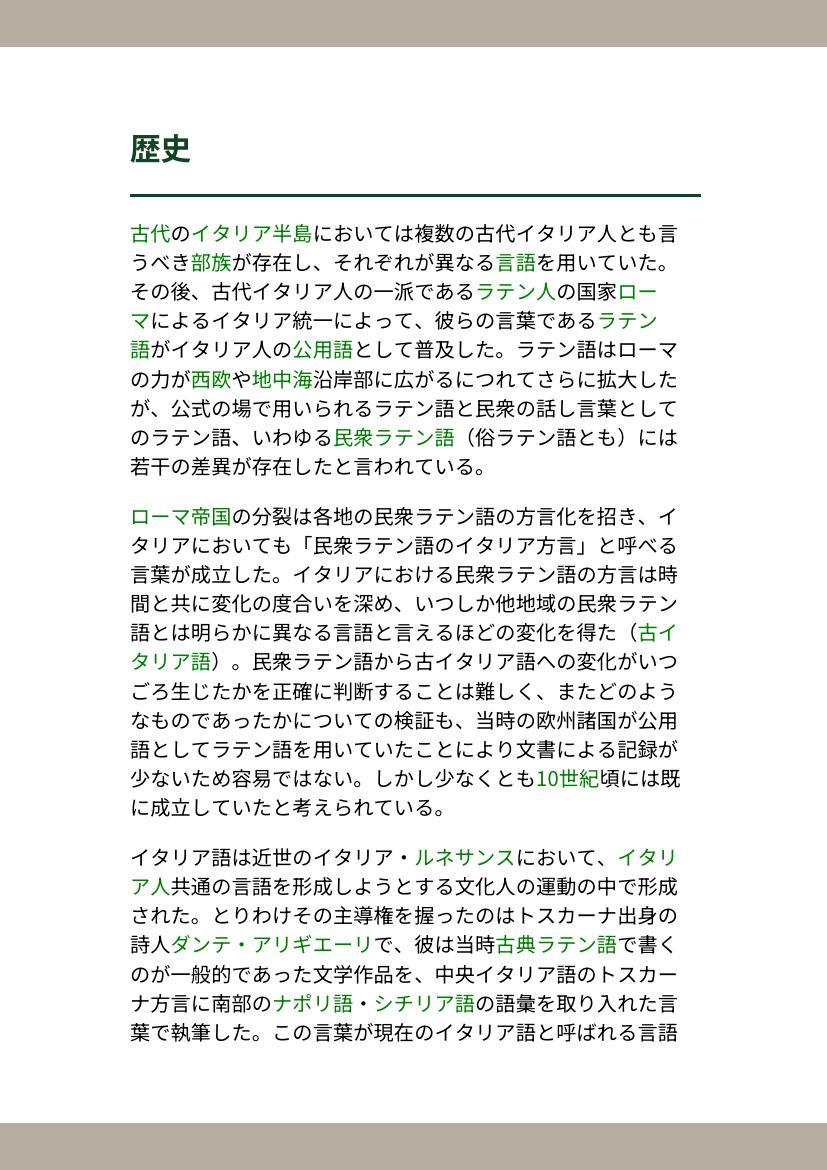 歴史
古代のイタリア半島においては複数の古代イタリア人とも言
うべき部族が存在し、それぞれが異なる言語を用いていた。
その後、古代イタリア人の一派であるラテン人の国家ロー
マによるイタリア統一によって、彼らの言葉であるラテン
語がイタリア人の公用語として普及した。ラテン語はローマ
の力が西欧や地中海沿岸部に広がるにつれてさらに拡大した
が、公式の場で用いられるラテン語と民衆の話し言葉として
のラテン語、いわゆる民衆ラテン語（俗ラテン語とも）には
若干の差異が存在したと言われている。
ローマ帝国の分裂は各地の民衆ラテン語の方言化を招き、イ
タリアにおいても「民衆ラテン語のイタリア方言」と呼べる
言葉が成立した。イタリアにおける民衆ラテン語の方言は時
間と共に変化の度合いを深め、いつしか他地域の民衆ラテン
語とは明らかに異なる言語と言えるほどの変化を得た（古イ
タリア語）。民衆ラテン語から古イタリア語への変化がいつ
ごろ生じたかを正確に判断することは難しく、またどのよう
なものであったかについての検証も、当時の欧州諸国が公用
語としてラテン語を用いていたことにより文書による記録が
少ないため容易ではない。しかし少なくとも10世紀頃には既
に成立していたと考えられている。
イタリア語は近世のイタリア・ルネサンスにおいて、イタリ
ア人共通の言語を形成しようとする文化人の運動の中で形成
された。とりわけその主導権を握ったのはトスカーナ出身の
詩人ダンテ・アリギエーリで、彼は当時古典ラテン語で書く
のが一般的であった文学作品を、中央イタリア語のトスカー
ナ方言に南部のナポリ語・シチリア語の語彙を取り入れた言
葉で執筆した。この言葉が現在のイタリア語と呼ばれる言語